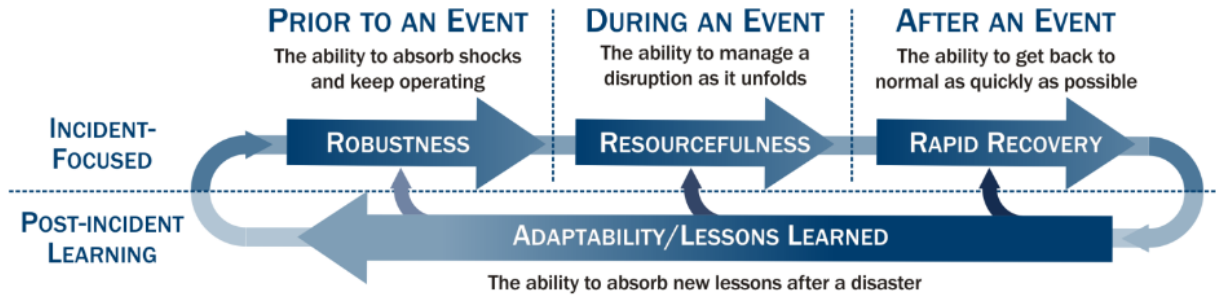 PRIOR TO AN EVENT
The ability to absorb shocks
and keep operating
DURING AN EVENT
The ability to manage a
disruption as it unfolds
AFTER AN EVENT
The ability to get back to
normal as quickly as possible
INCIDENT-
FOCUSED
ROBUSTNESS
RESOURCEFULNESS
RAPID RECOVERY
POST-INCIDENT
LEARNING
ADAPTABILITY/LESSONS LEARNED
The ability to absorb new lessons after a disaster